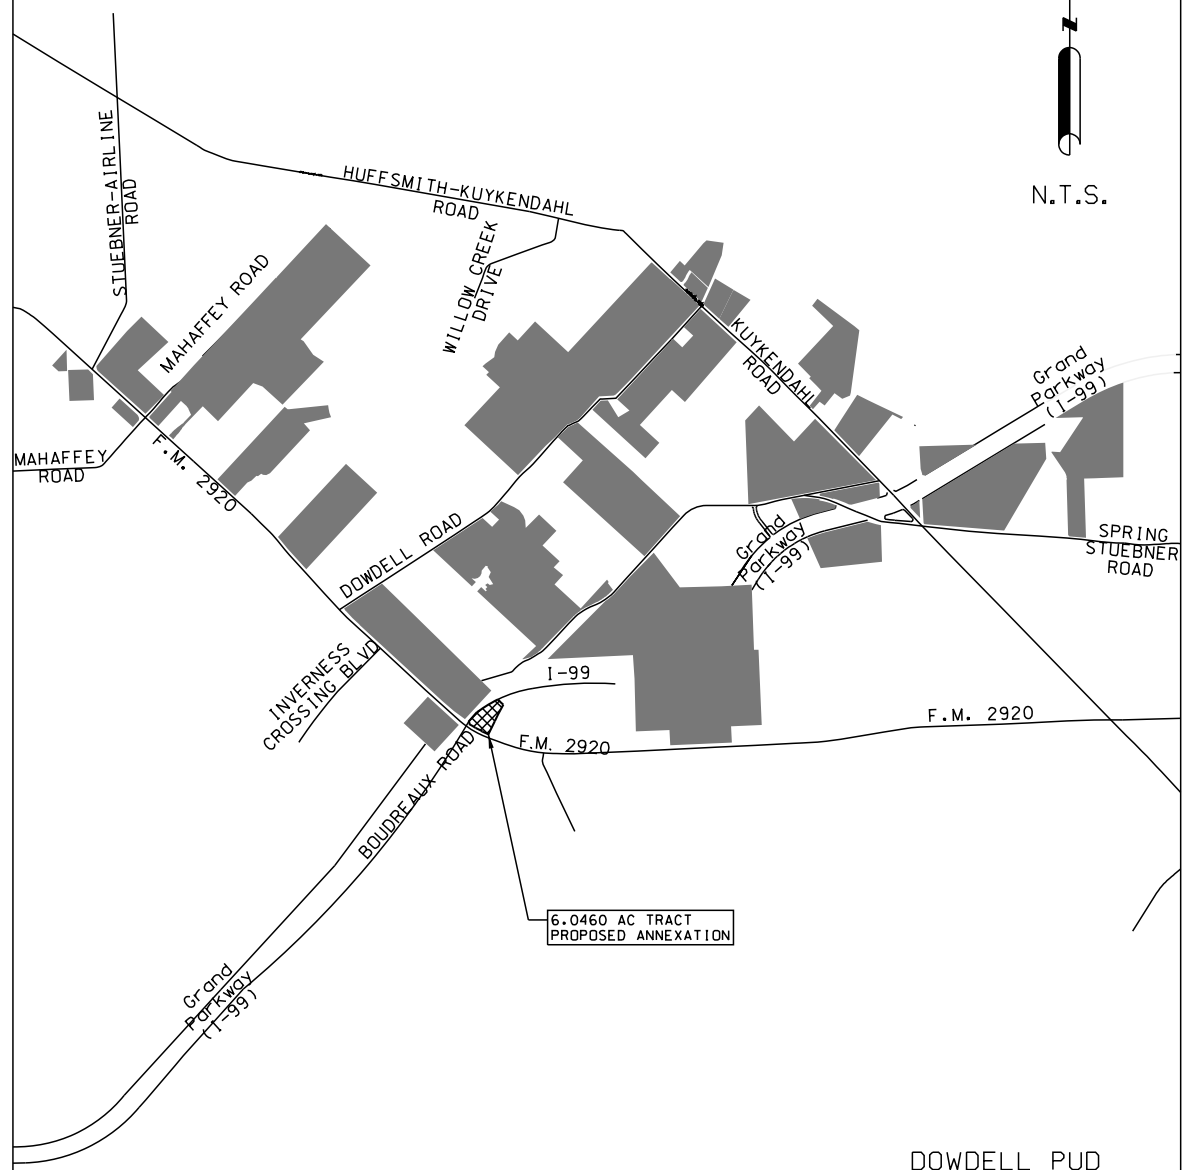 N
N.T.S.
STUEBNER-AIRLINE
ROAD
HUFFSMITH-KUYKENDAHL
ROAD
WILLOW CREEK
DRIVE
MAHAFFEY ROAD
KUYKENDAHL
ROAD
Grand
Parkway
(I-99)
MAHAFFEY
ROAD
F.M. 2920
DOWDELL ROAD
Grand
Parkway
(I-99)
SPRING
STUEBNER
ROAD
INVERNESS
CROSSING BLVD
I-99
F.M. 2920
F.M. 2920
BOUDREAUX ROAD
6.0460 AC TRACT
PROPOSED ANNEXATION
Grand
Parkway
(I-99)
DOWDELL PUD